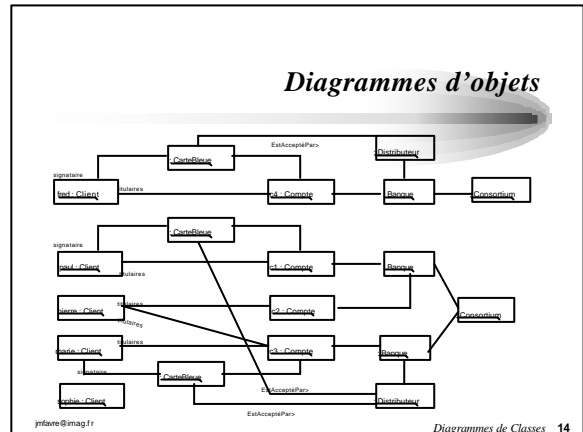 Diagrammes d'objets
EstAcceptéPar>
: Distributeur
: CarteBleue
signataire
fred : Client
titulaires
c4 : Compte
: Banque
: Consortium
: CarteBleue
signataire
paul : Client
titulaires
c1 : Compte
: Banque
pierre : Client
titulaires
c2 : Compte
: Consortium
titulaires
titulaires
marie : Client
c3 : Compte
: Banque
signataire
: CarteBleue
EstAcceptéPar>
sophie : Client
: Distributeur
EstAcceptéPar>
jmfavre@imag.fr
Diagrammes de Classes 14